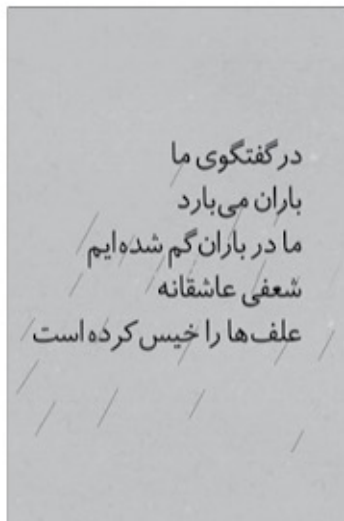 در گفتگوی ما
باران می‌بارد
ما در باران گم شده‌ایم
شعفی عاشقانه
علف‌ها را خیس کرده است